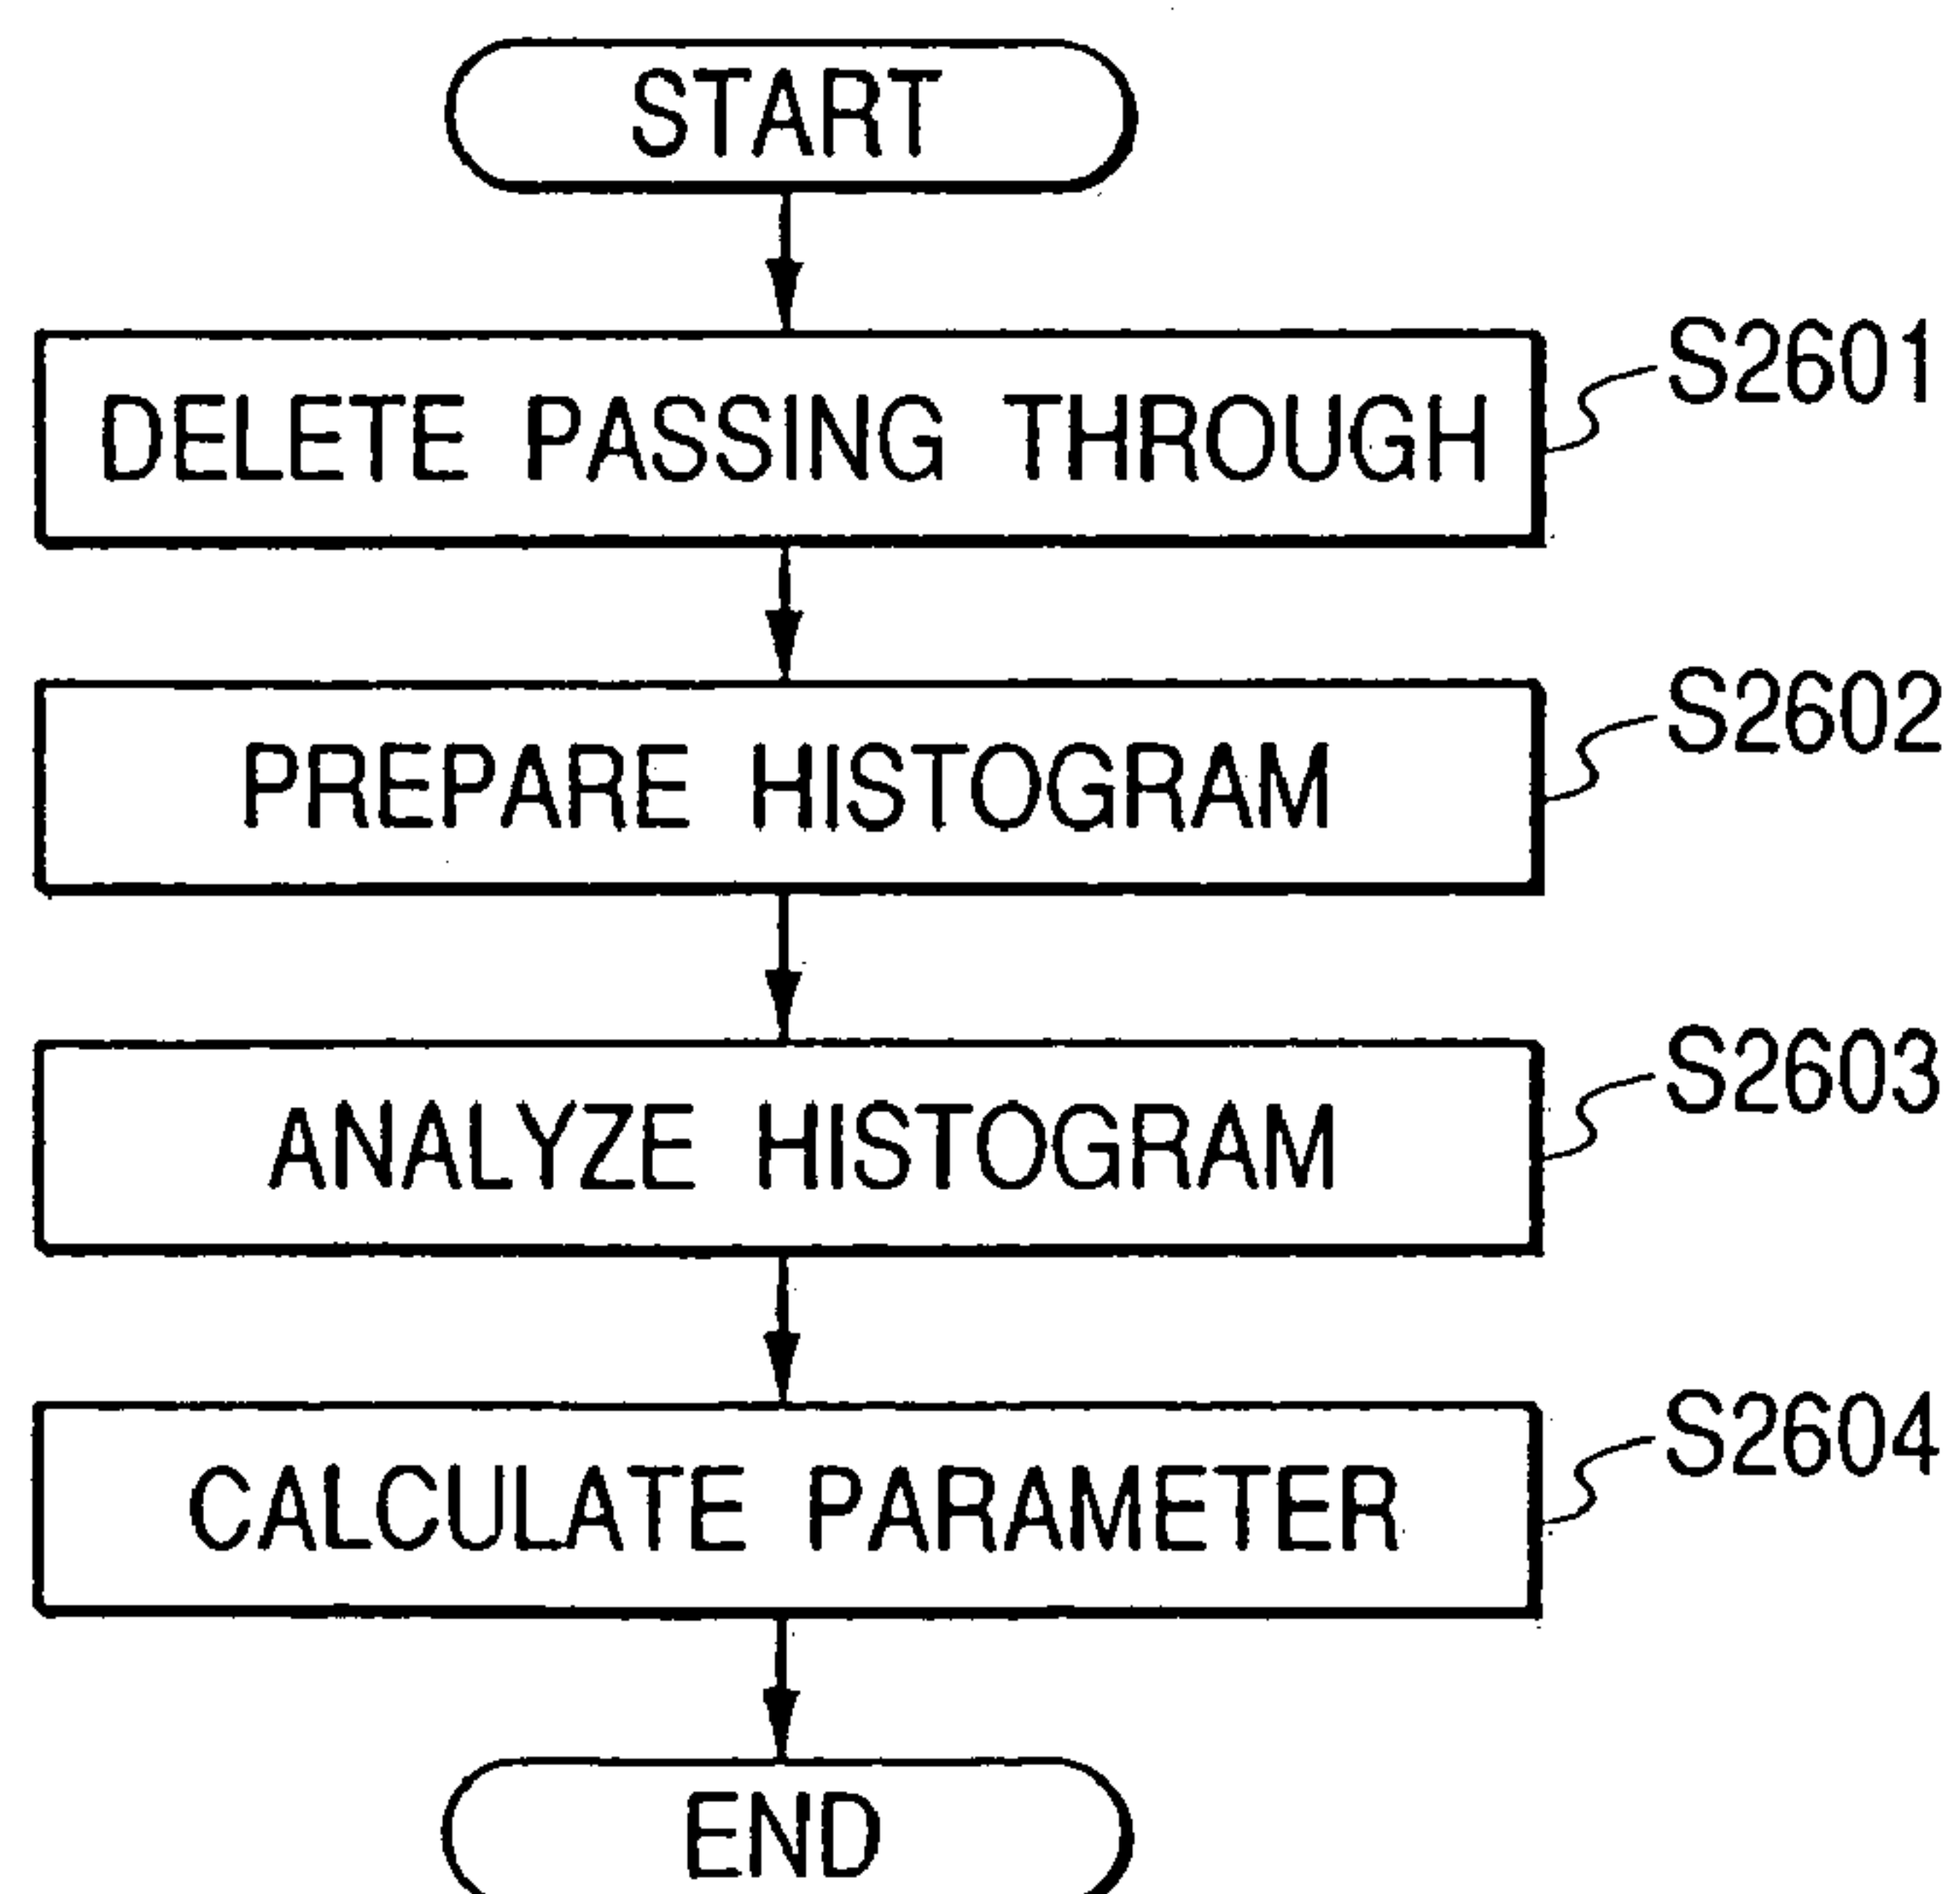 START
DELETE PASSING THROUGH
S2601
PREPARE HISTOGRAM
S2602
ANALYZE HISTOGRAM
S2603
CALCULATE PARAMETER
S2604
END